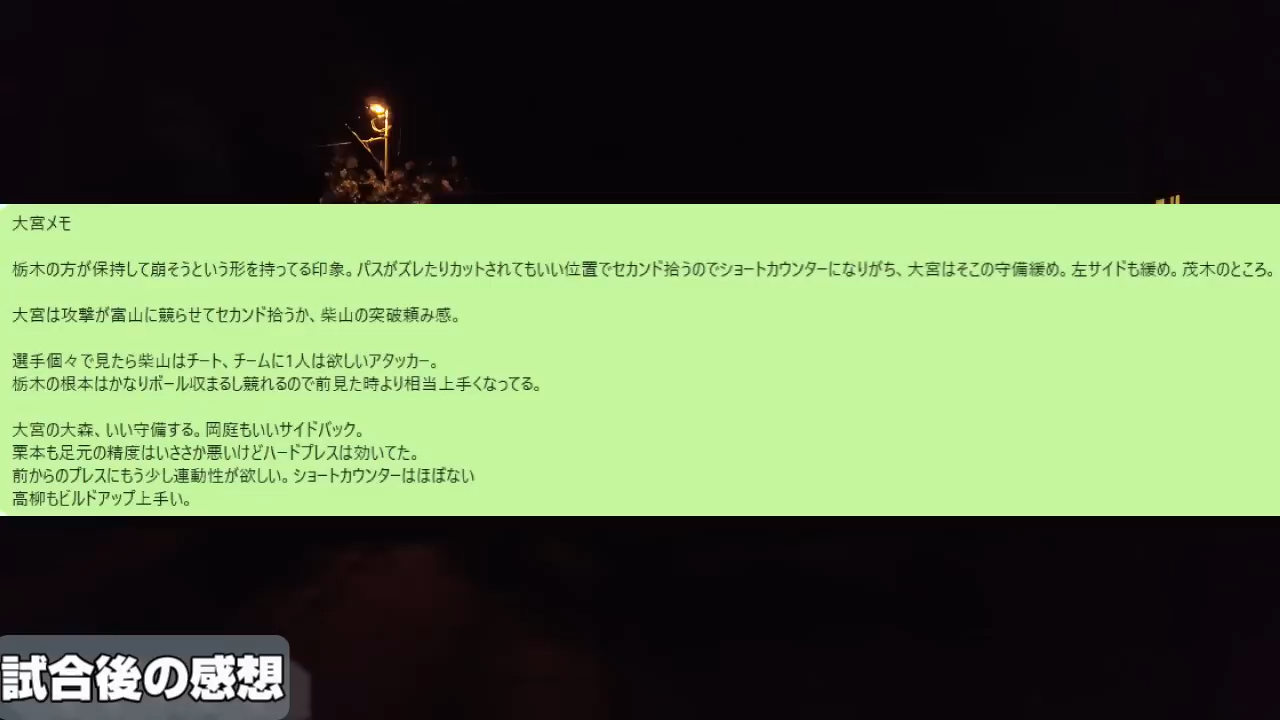 大宮メモ
栃木の方が保持して崩そうという形を持ってる印象。パスがズレたりカットされてもいい位置でセカンド拾うのでショートカウンターになりがち、大宮はそこの守備緩め。左サイドも緩め。茂木のところ。
大宮は攻撃が富山に競らせてセカンド拾うか、柴山の突破頼み感。
選手個々で見たら柴山はチート、チームに1人は欲しいアタッカー。
栃木の根本はかなりボール収まるし競れるので前見た時より相当上手くなってる。
大宮の大森、いい守備する。岡庭もいいサイドバック。
栗本も足元の精度はいささか悪いけどハードプレスは効いてた。
前からのプレスにもう少し連動性が欲しい。ショートカウンターはほぼない
高柳もビルドアップ上手い。
試合後の感想